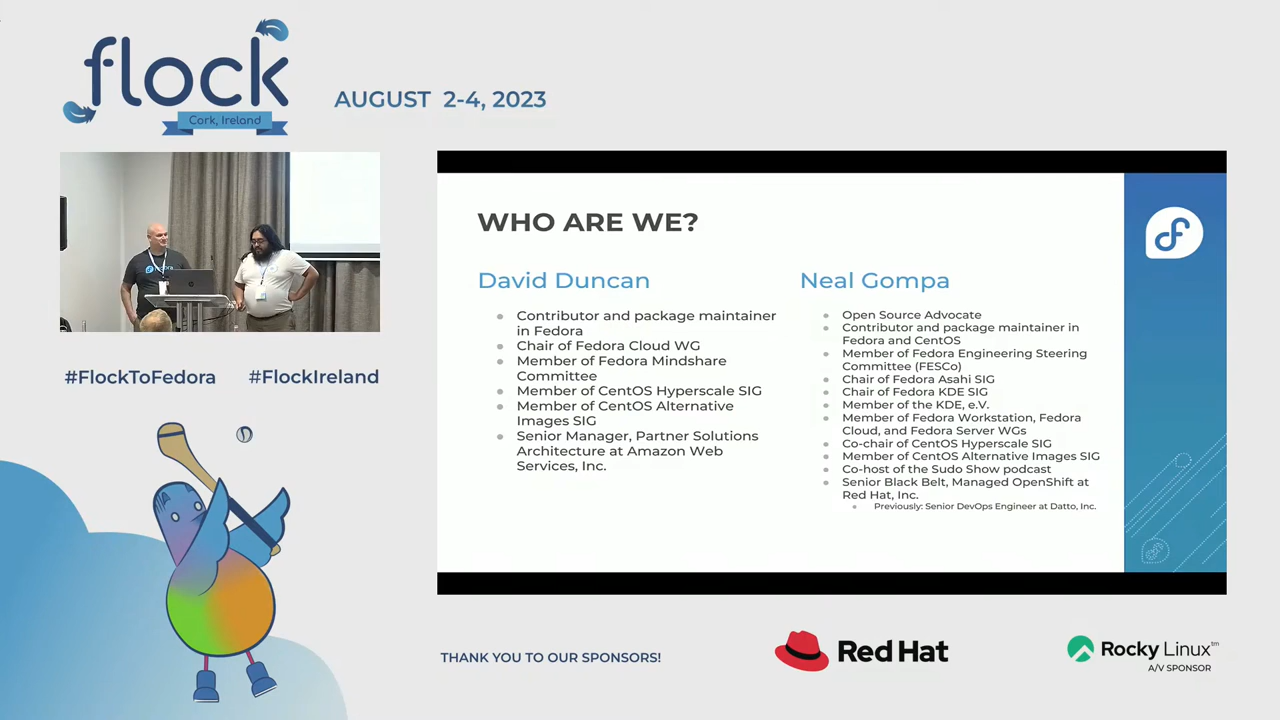 flock
Cork, Ireland
AUGUST 2-4, 2023
fedora
#FlockToFedora #FlockIreland
WHO ARE WE?
David Duncan
Contributor and package maintainer
in Fedora
Chair of Fedora Cloud WG
Member of Fedora Mindshare
Committee
Member of CentOS Hyperscale SIG
Member of CentOS Alternative
Images SIG
Senior Manager, Partner Solutions
Architecture at Amazon Web
Services, Inc.
Neal Gompa
Open Source Advocate
Contributor and package maintainer in
Fedora and CentOS
Member of Fedora Engineering Steering
Committee (FESCo)
Chair of Fedora Asahi SIG
Chair of Fedora KDE SIG
Member of the KDE, e.V.
Member of Fedora Workstation, Fedora
Cloud, and Fedora Server WGs
Co-chair of CentOS Hyperscale SIG
Member of CentOS Alternative Images SIG
Co-host of the Sudo Show podcast
Senior Black Belt, Managed OpenShift at
Red Hat, Inc.
Previously: Senior DevOps Engineer at Datto, Inc.
THANK YOU TO OUR SPONSORS!
Red Hat
Rocky Linux™
A/V SPONSOR